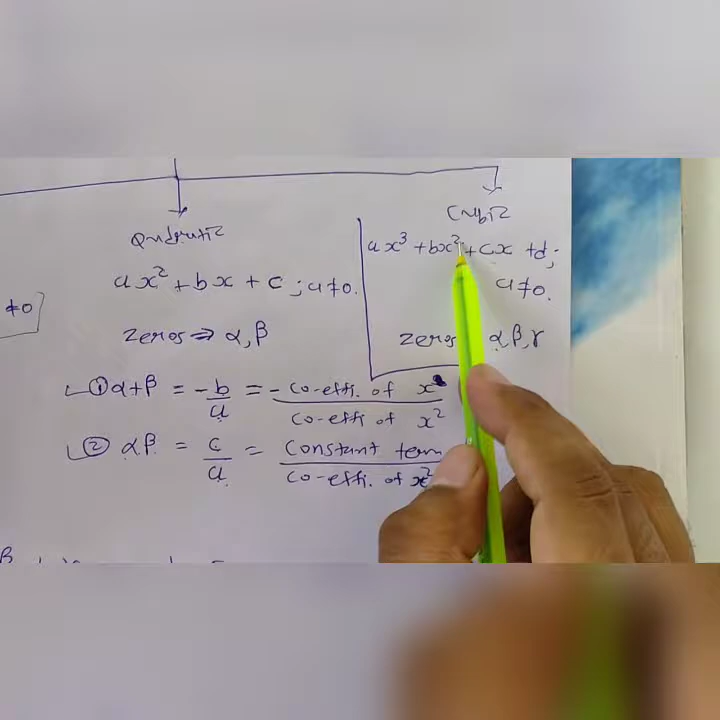 Quadratic
ax² + bx + c ; a≠0.
zeros ⇒ α, β
① α+β = -b/a = - co-effi. of x / co-effi. of x²
② αβ = c/a = constant term / co-effi. of x²
Cubic
ax³ + bx² + cx + d;
a≠0.
zeros α, β, γ
≠0